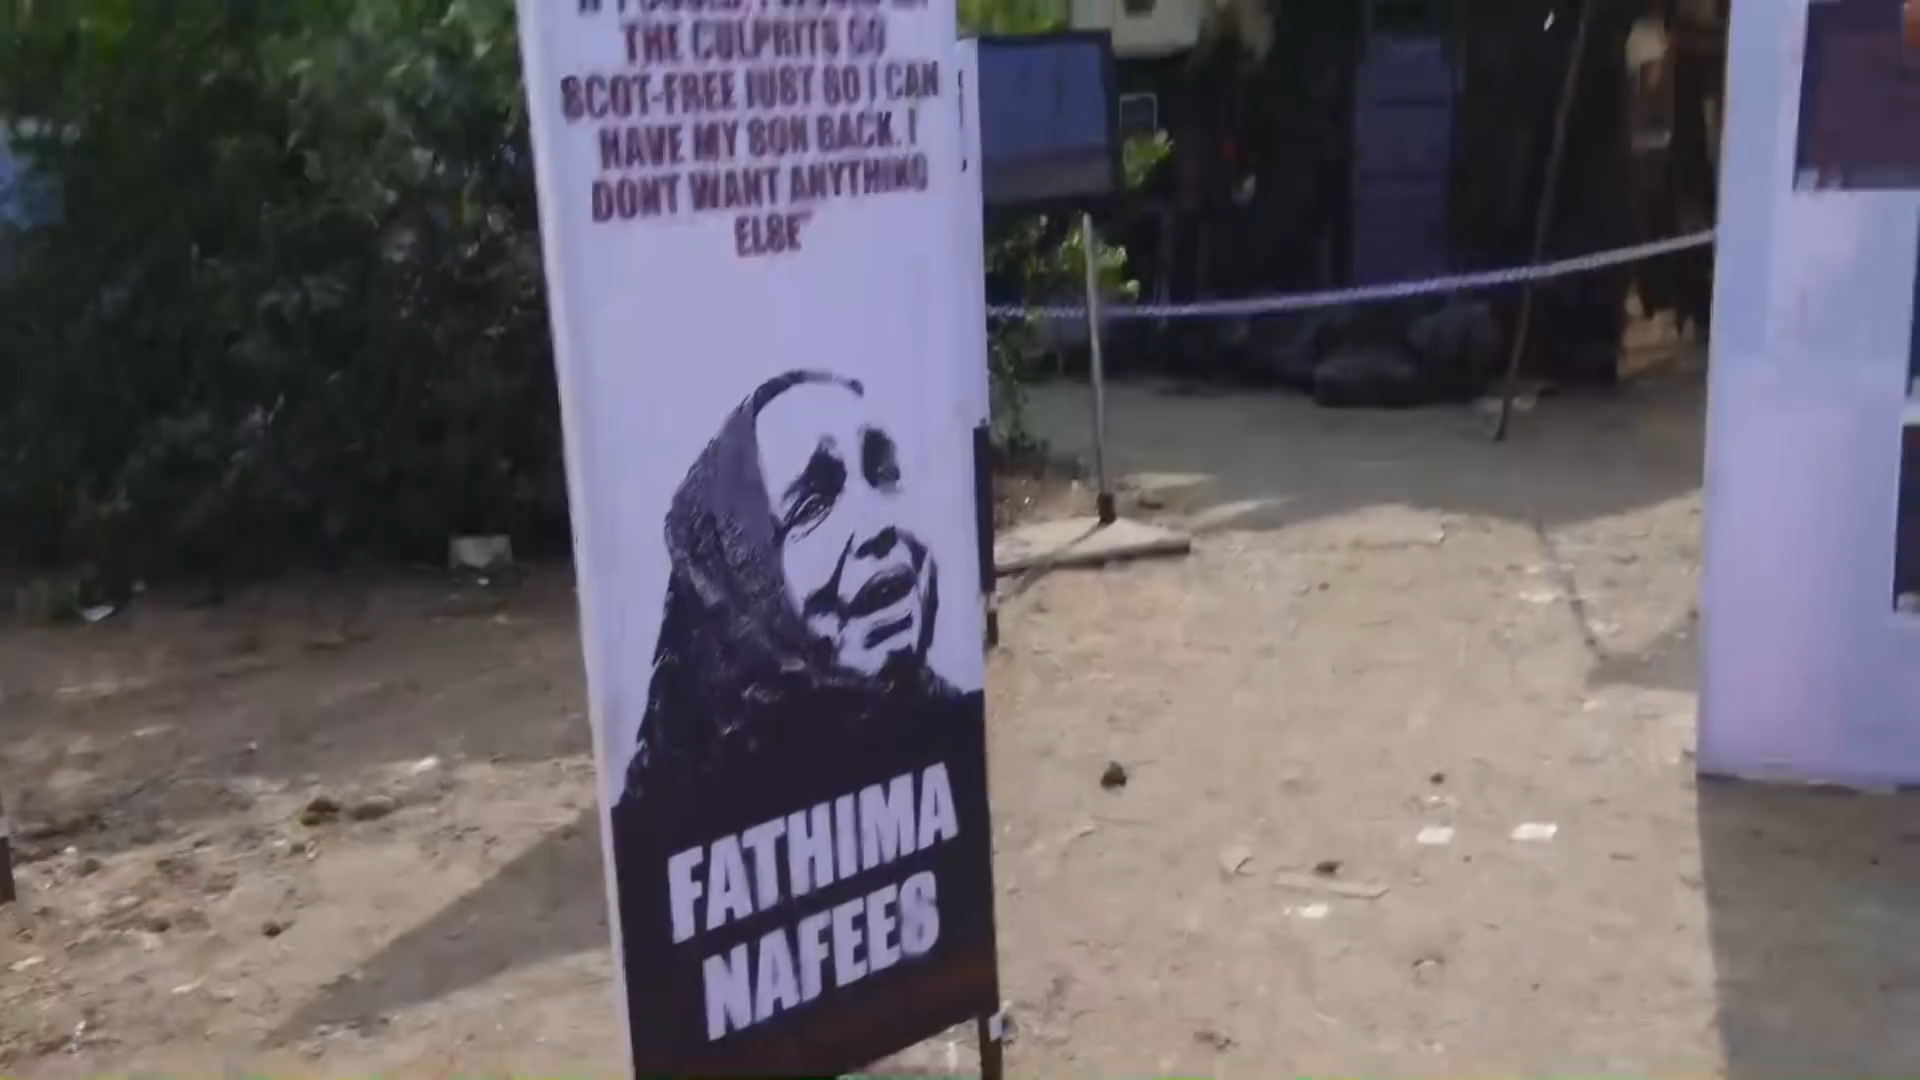 THE CULPRITS GO
SCOT-FREE JUST SO I CAN
HAVE MY SON BACK. I
DONT WANT ANYTHING
ELSE"
FATHIMA
NAFEES